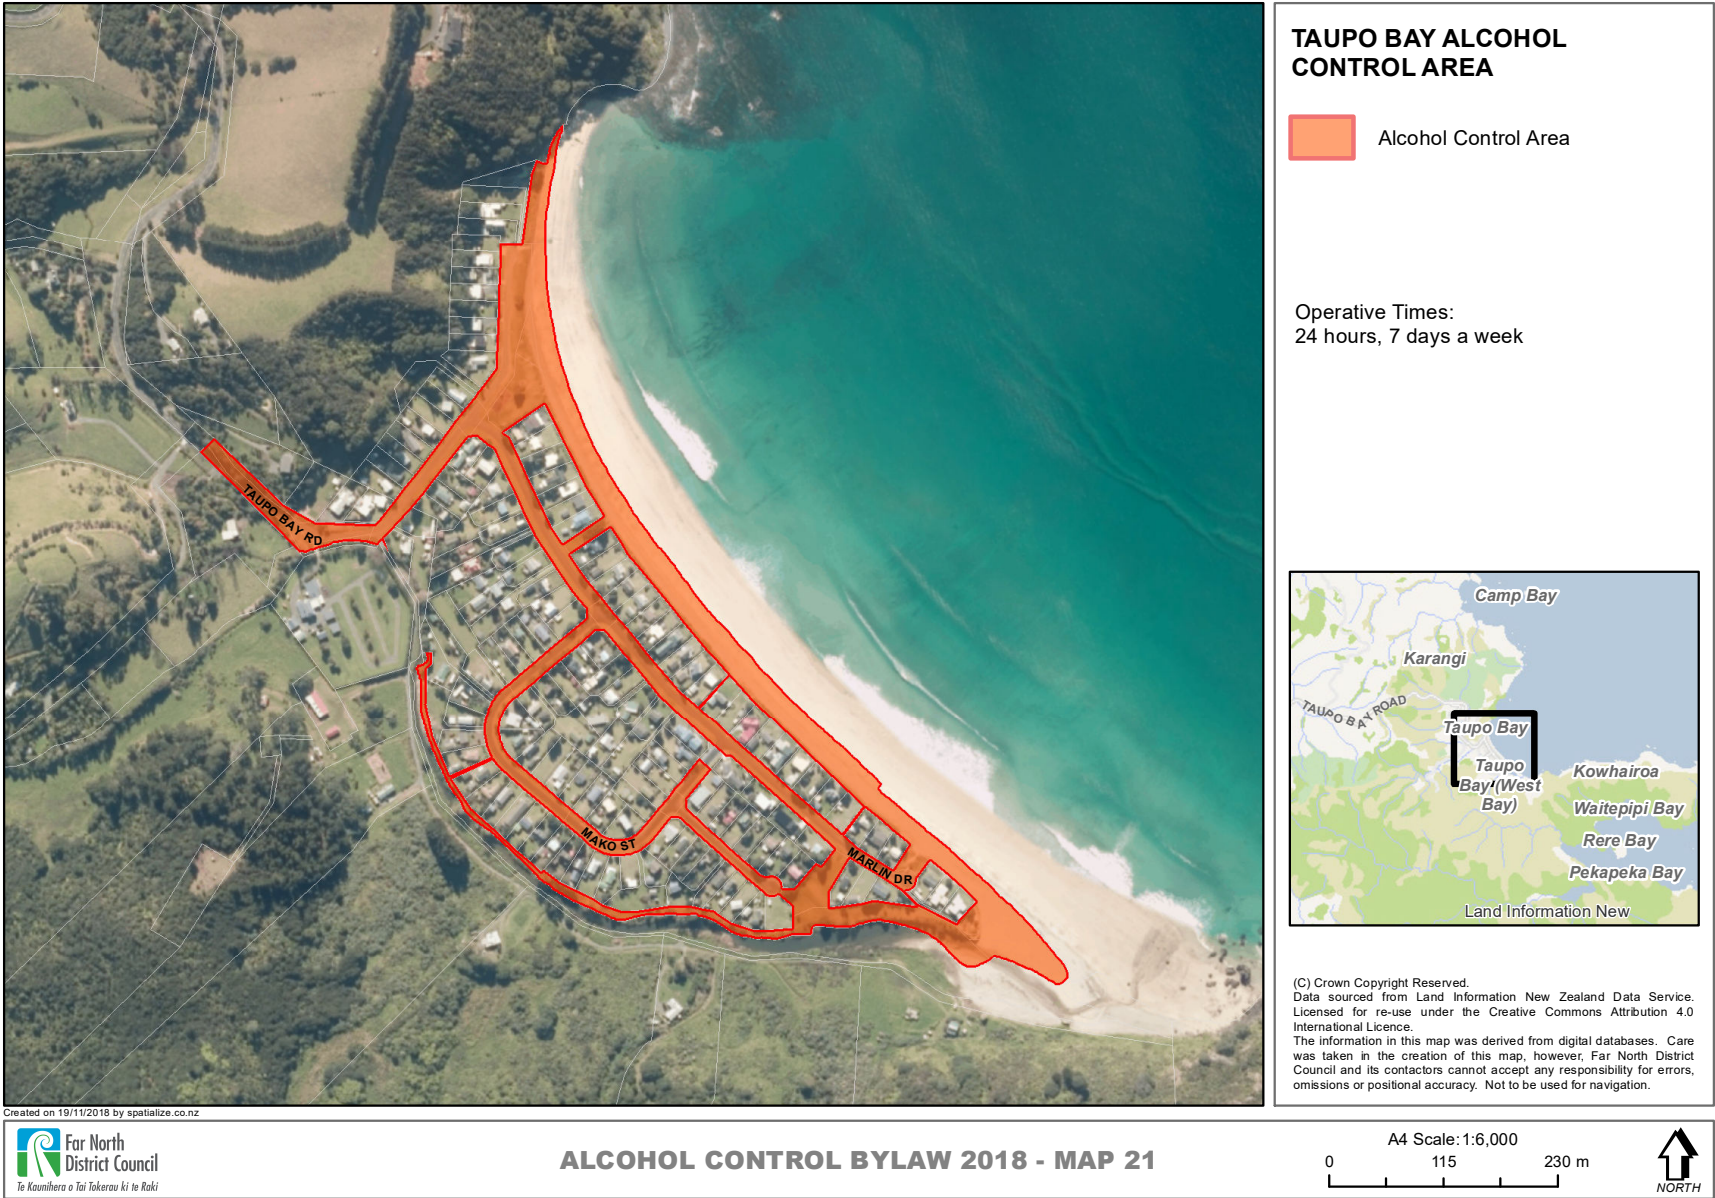 TAUPO BAY ALCOHOL
CONTROL AREA
Alcohol Control Area
Operative Times:
24 hours, 7 days a week
TAUPO BAY RD
MAKO ST
MARLIN DR
Camp Bay
Karangi
TAUPO BAY ROAD
Taupo Bay
Taupo
Bay (West
Bay)
Kowhairoa
Waitepipi Bay
Rere Bay
Pekapeka Bay
Land Information New
(C) Crown Copyright Reserved.
Data sourced from Land Information New Zealand Data Service.
Licensed for re-use under the Creative Commons Attribution 4.0
International Licence.
The information in this map was derived from digital databases. Care
was taken in the creation of this map, however, Far North District
Council and its contactors cannot accept any responsibility for errors,
omissions or positional accuracy. Not to be used for navigation.
Created on 19/11/2018 by spatialize.co.nz
Far North
District Council
Te Kaunihera o Tai Tokerau ki te Raki
ALCOHOL CONTROL BYLAW 2018 - MAP 21
A4 Scale: 1:6,000
0 115 230 m
NORTH